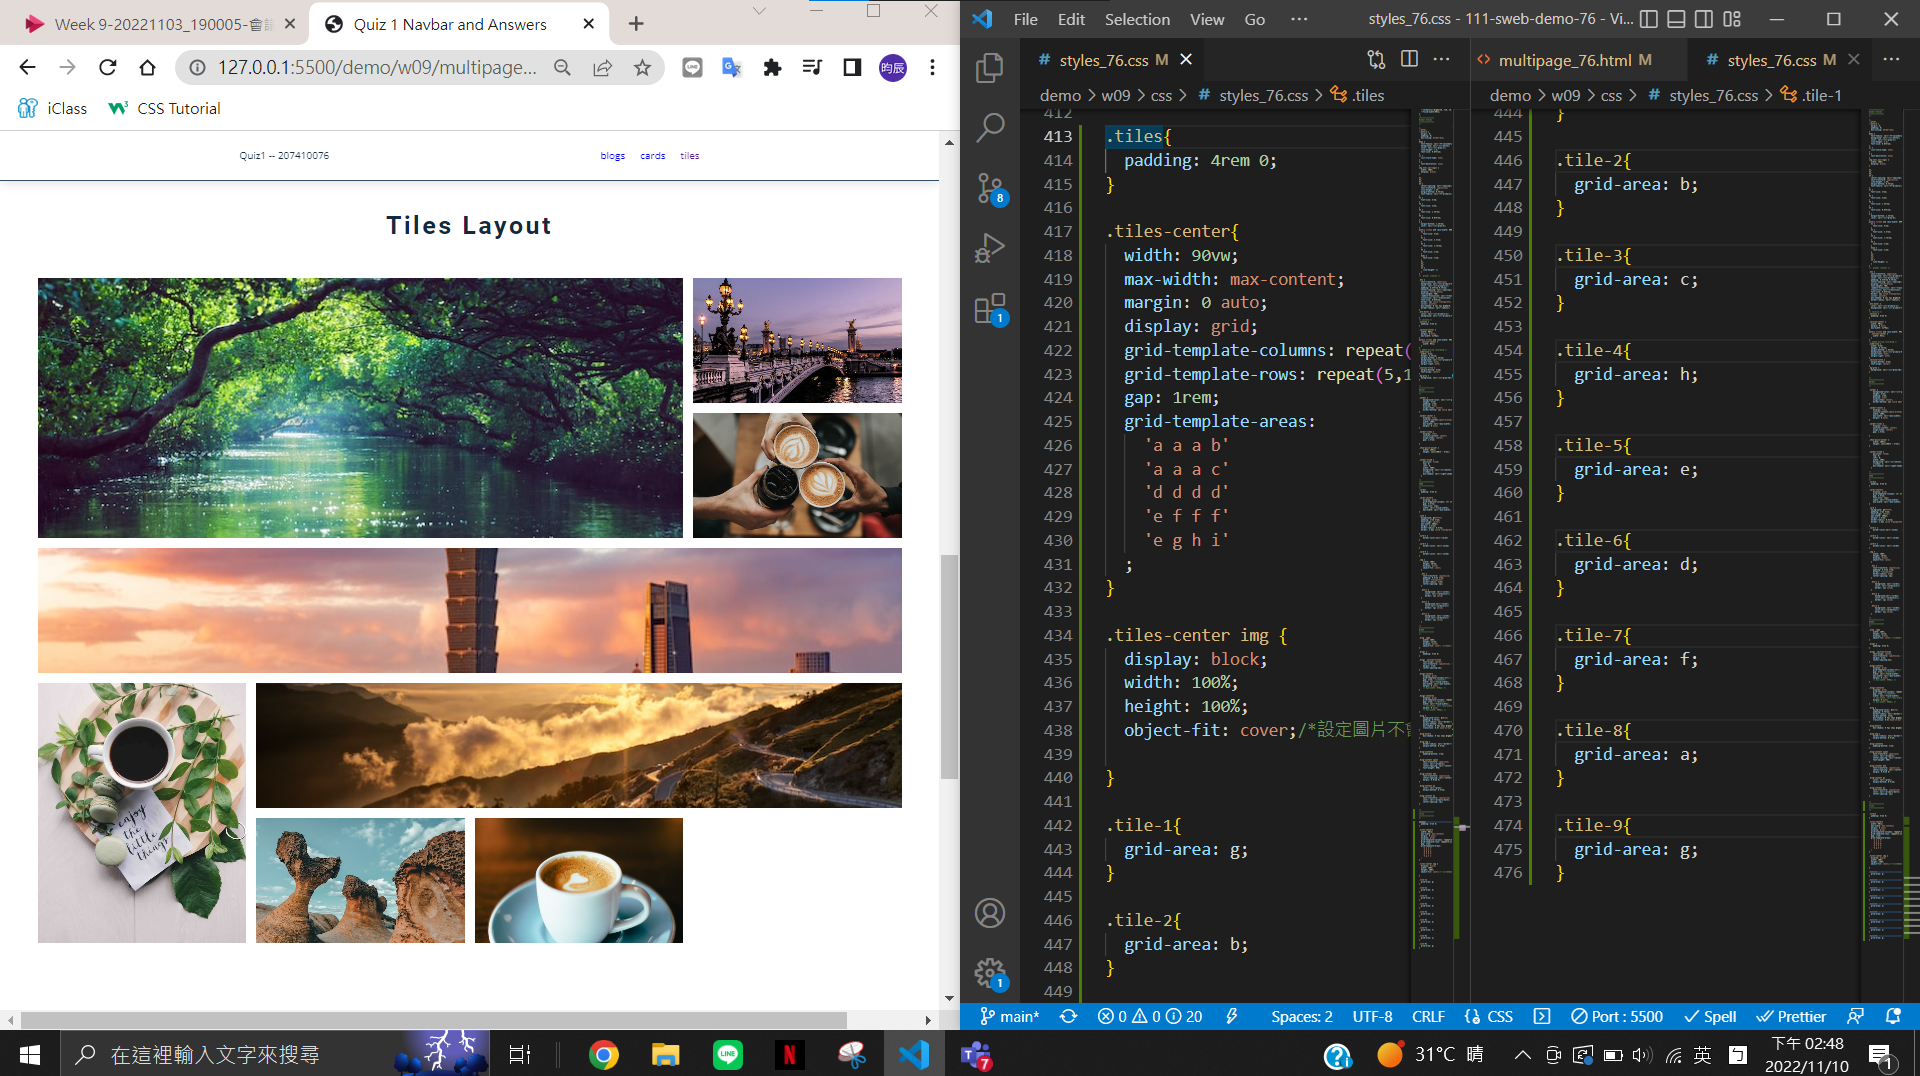 Week 9-20221103_190005-會
Quiz 1 Navbar and Answers
127.0.0.1:5500/demo/w09/multipage...
昀辰
iClass
CSS Tutorial
Quiz1 -- 207410076
blogs cards tiles
Tiles Layout
enjoy
the
little
things
File Edit Selection View Go ...
styles_76.css - 111-sweb-demo-76 - Vi...
# styles_76.css M
demo > w09 > css > # styles_76.css > .tiles
412
413 .tiles{
414 padding: 4rem 0;
415 }
416
417 .tiles-center{
418 width: 90vw;
419 max-width: max-content;
420 margin: 0 auto;
421 display: grid;
422 grid-template-columns: repeat(
423 grid-template-rows: repeat(5,1
424 gap: 1rem;
425 grid-template-areas:
426 'a a a b'
427 'a a a c'
428 'd d d d'
429 'e f f f'
430 'e g h i'
431 ;
432 }
433
434 .tiles-center img {
435 display: block;
436 width: 100%;
437 height: 100%;
438 object-fit: cover;/*設定圖片不
439
440 }
441
442 .tile-1{
443 grid-area: g;
444 }
445
446 .tile-2{
447 grid-area: b;
448 }
449
multipage_76.html M
# styles_76.css M
demo > w09 > css > # styles_76.css > .tile-1
444 }
445
446 .tile-2{
447 grid-area: b;
448 }
449
450 .tile-3{
451 grid-area: c;
452 }
453
454 .tile-4{
455 grid-area: h;
456 }
457
458 .tile-5{
459 grid-area: e;
460 }
461
462 .tile-6{
463 grid-area: d;
464 }
465
466 .tile-7{
467 grid-area: f;
468 }
469
470 .tile-8{
471 grid-area: a;
472 }
473
474 .tile-9{
475 grid-area: g;
476 }
8
1
1
main* 0 0 20 Spaces: 2 UTF-8 CRLF CSS Port : 5500 Spell Prettier
在這裡輸入文字來搜尋
LINE
N
7
31°C 晴
英
下午 02:48
2022/11/10
1